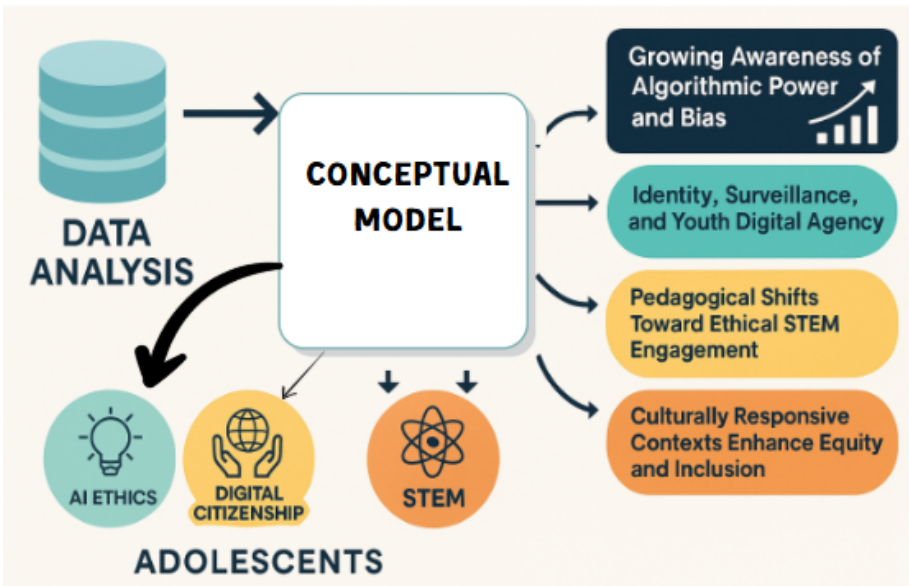 DATA
ANALYSIS
CONCEPTUAL
MODEL
Growing Awareness of
Algorithmic Power
and Bias
Identity, Surveillance,
and Youth Digital Agency
Pedagogical Shifts
Toward Ethical STEM
Engagement
Culturally Responsive
Contexts Enhance Equity
and Inclusion
AI ETHICS
DIGITAL
CITIZENSHIP
STEM
ADOLESCENTS